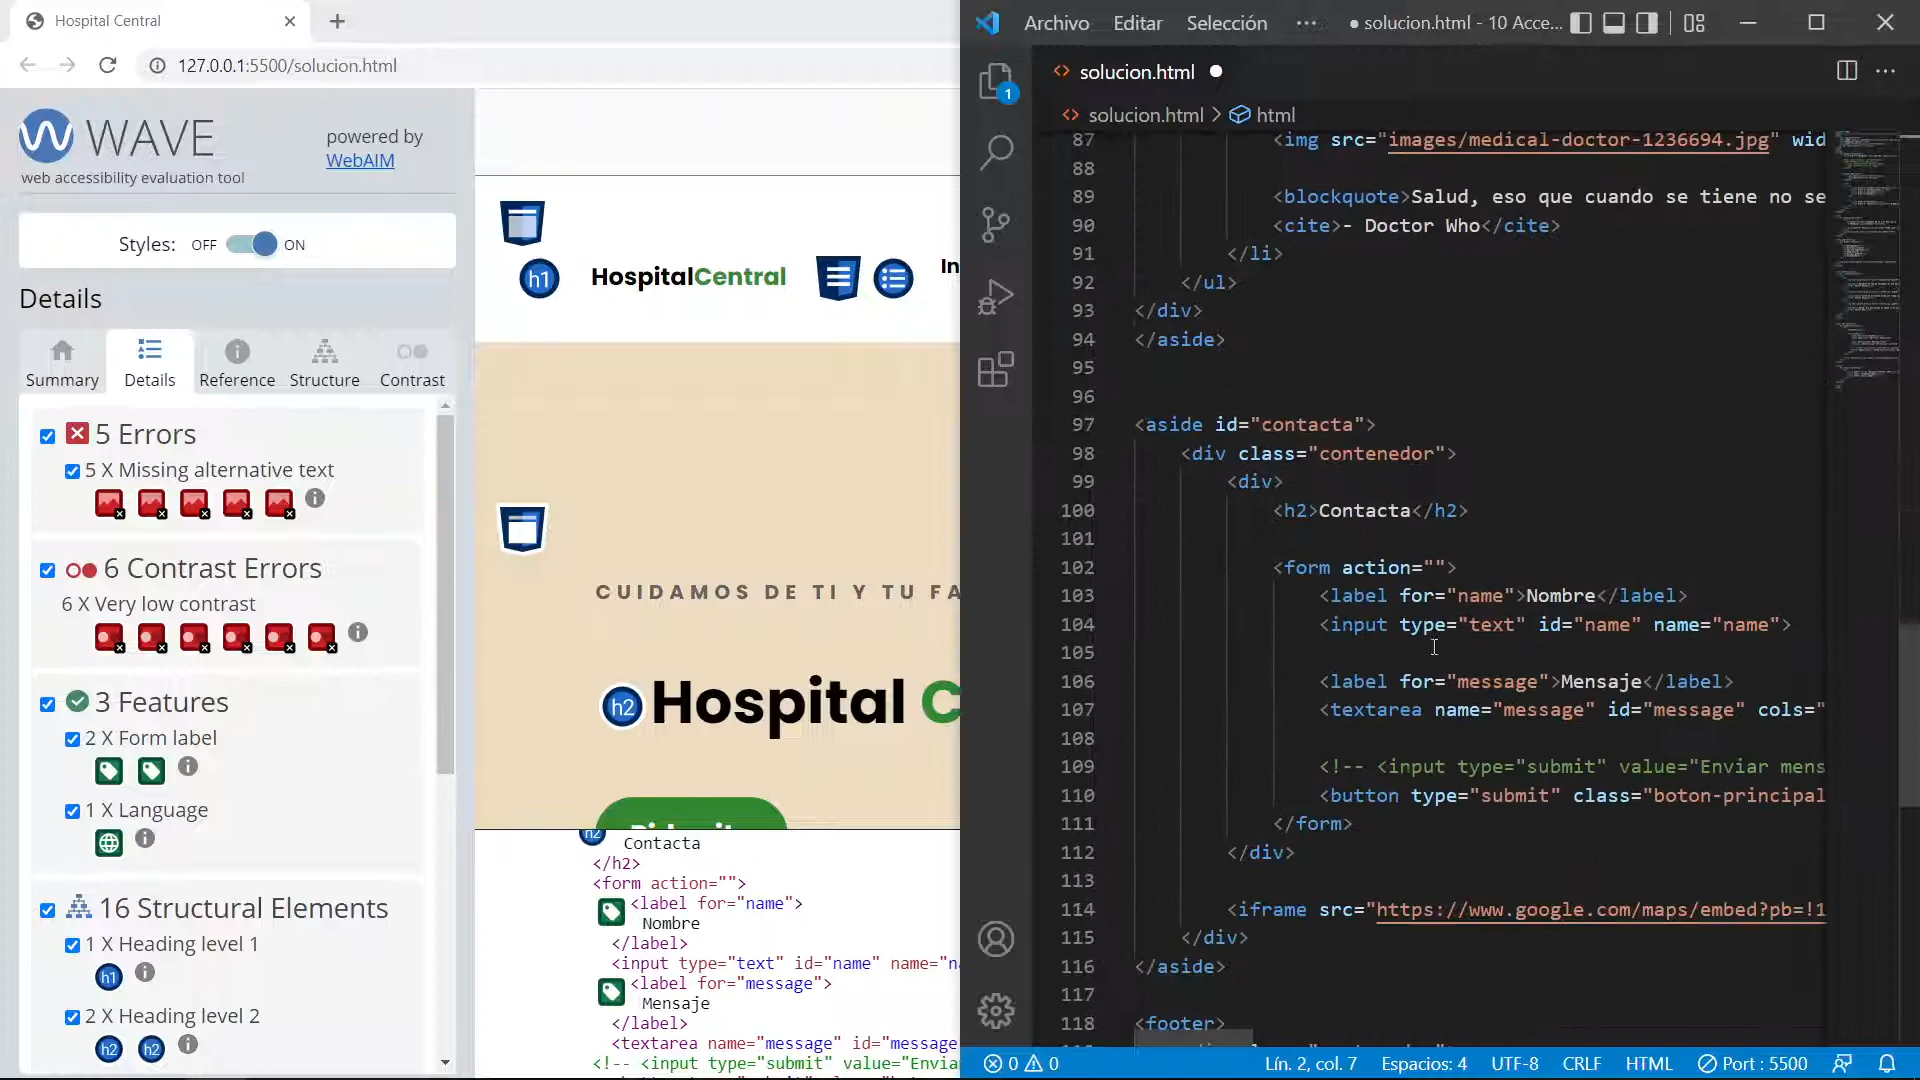 Hospital Central
127.0.0.1:5500/solucion.html
WAVE
web accessibility evaluation tool
powered by
WebAIM
Styles: OFF ON
Details
Summary Details Reference Structure Contrast
5 Errors
5 X Missing alternative text
6 Contrast Errors
6 X Very low contrast
3 Features
2 X Form label
1 X Language
16 Structural Elements
1 X Heading level 1
h1
2 X Heading level 2
h2 h2
h1 HospitalCentral In
CUIDAMOS DE TI Y TU FA
h2 Hospital C
h2 Contacta
</h2>
<form action="">
<label for="name">
Nombre
</label>
<input type="text" id="name" name="n
<label for="message">
Mensaje
</label>
<textarea name="message" id="message
<!-- <input type="submit" value="Envia
Archivo Editar Selección ··· ● solucion.html - 10 Acce...
1
<> solucion.html ●
<> solucion.html > html
87 <img src="images/medical-doctor-1236694.jpg" wid
88
89 <blockquote>Salud, eso que cuando se tiene no se
90 <cite>- Doctor Who</cite>
91 </li>
92 </ul>
93 </div>
94 </aside>
95
96
97 <aside id="contacta">
98 <div class="contenedor">
99 <div>
100 <h2>Contacta</h2>
101
102 <form action="">
103 <label for="name">Nombre</label>
104 <input type="text" id="name" name="name">
105
106 <label for="message">Mensaje</label>
107 <textarea name="message" id="message" cols="
108
109 <!-- <input type="submit" value="Enviar mens
110 <button type="submit" class="boton-principal
111 </form>
112 </div>
113
114 <iframe src="https://www.google.com/maps/embed?pb=!1
115 </div>
116 </aside>
117
118 <footer>
0 0 Lín. 2, col. 7 Espacios: 4 UTF-8 CRLF HTML Port : 5500